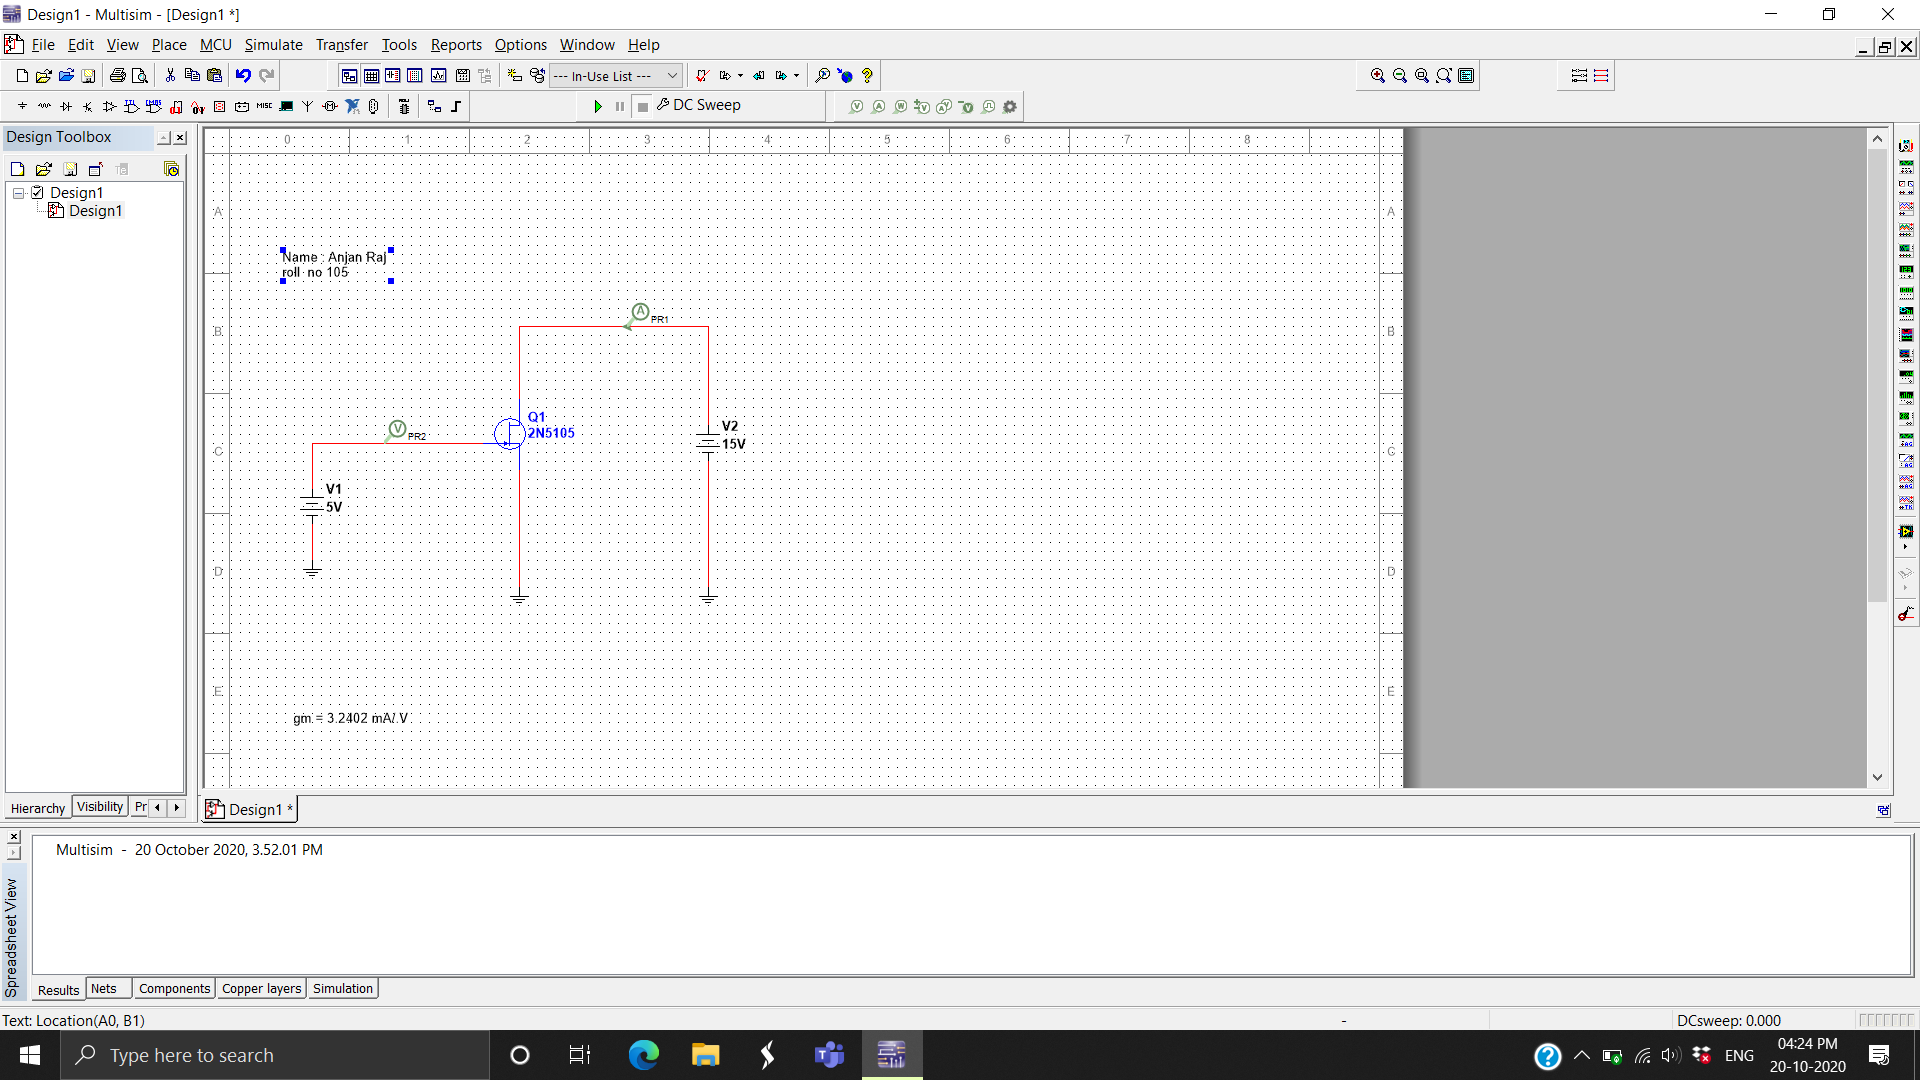 Design1 - Multisim - [Design1 *]
File Edit View Place MCU Simulate Transfer Tools Reports Options Window Help
--- In-Use List ---
MISC
DC Sweep
Design Toolbox
Design1
Design1
0 1 2 3 4 5 6 7 8
A A
Name : Anjan Raj
roll no 105
A
PR1
B B
Q1
2N5105
V
PR2
V2
15V
C C
V1
5V
D D
E E
gm = 3.2402 mA/ V
Hierarchy Visibility Pr
Design1 *
Multisim - 20 October 2020, 3.52.01 PM
Spreadsheet View
Results Nets Components Copper layers Simulation
Text: Location(A0, B1) - DCsweep: 0.000
Type here to search
ENG
04:24 PM
20-10-2020